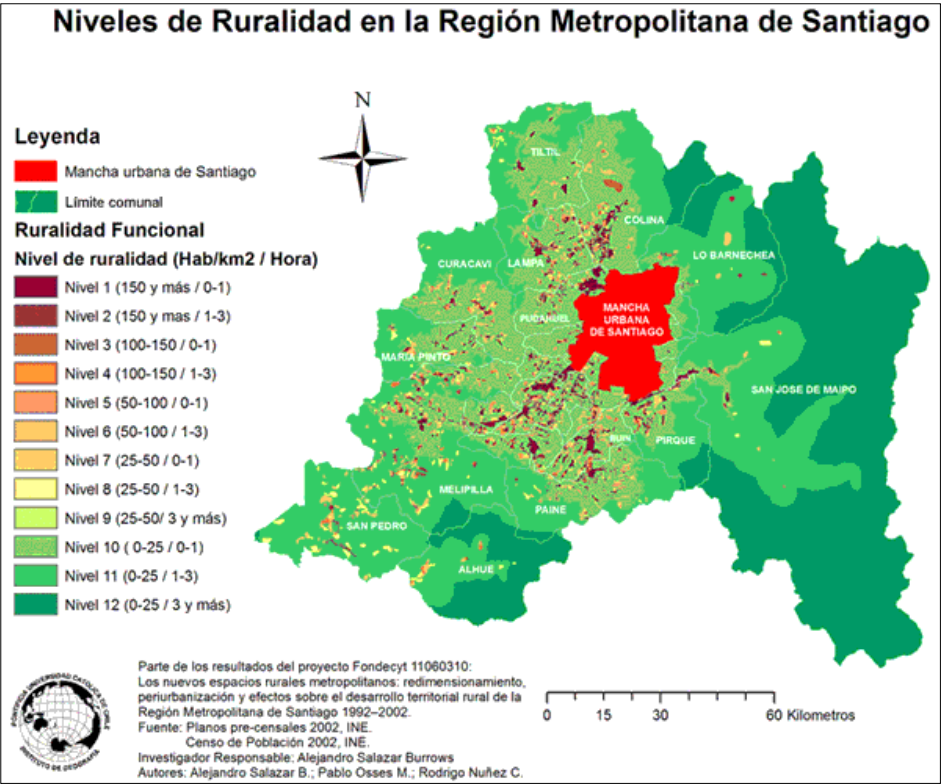 Niveles de Ruralidad en la Región Metropolitana de Santiago
N
Leyenda
Mancha urbana de Santiago
Límite comunal
Ruralidad Funcional
Nivel de ruralidad (Hab/km2 / Hora)
Nivel 1 (150 y más / 0-1)
Nivel 2 (150 y mas / 1-3)
Nivel 3 (100-150 / 0-1)
Nivel 4 (100-150 / 1-3)
Nivel 5 (50-100 / 0-1)
Nivel 6 (50-100 / 1-3)
Nivel 7 (25-50 / 0-1)
Nivel 8 (25-50 / 1-3)
Nivel 9 (25-50/ 3 y más)
Nivel 10 ( 0-25 / 0-1)
Nivel 11 (0-25 / 1-3)
Nivel 12 (0-25 / 3 y más)
TILTIL
COLINA
LO BARNECHEA
CURACAVI
LAMPA
MANCHA
URBANA
DE SANTIAGO
PUDAHUEL
MARIA PINTO
SAN JOSE DE MAIPO
BUIN
PIRQUE
MELIPILLA
PAINE
SAN PEDRO
ALHUE
PONTIFICIA UNIVERSIDAD CATOLICA DE CHILE
INSTITUTO DE GEOGRAFIA
Parte de los resultados del proyecto Fondecyt 11060310:
Los nuevos espacios rurales metropolitanos: redimensionamiento,
periurbanización y efectos sobre el desarrollo territorial rural de la
Región Metropolitana de Santiago 1992–2002.
Fuente: Planos pre-censales 2002, INE.
Censo de Población 2002, INE.
Investigador Responsable: Alejandro Salazar Burrows
Autores: Alejandro Salazar B.; Pablo Osses M.; Rodrigo Nuñez C.
0 15 30 60 Kilometros